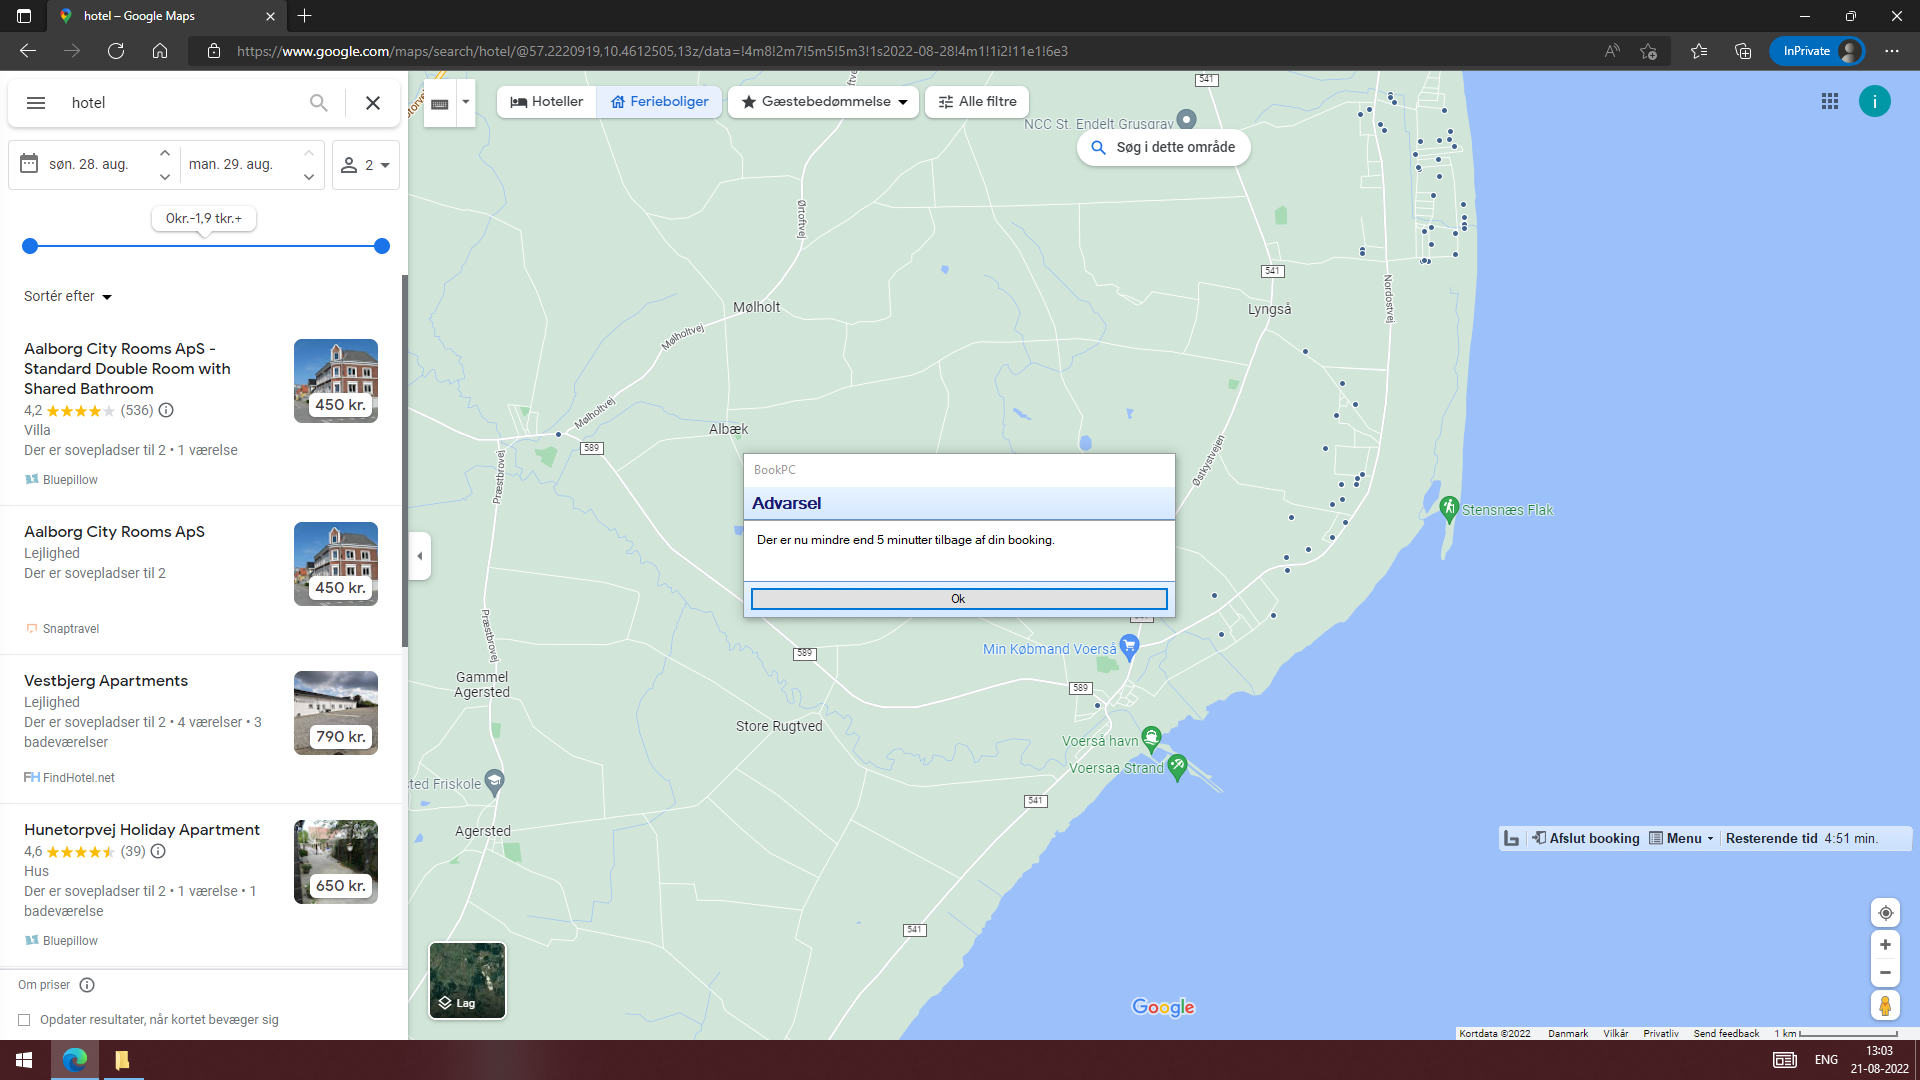 hotel – Google Maps
https://www.google.com/maps/search/hotel/@57.2220919,10.4612505,13z/data=!4m8!2m7!5m5!5m3!1s2022-08-28!4m1!1i2!11e1!6e3
InPrivate
hotel
søn. 28. aug.
man. 29. aug.
2
0kr.-1,9 tkr.+
Sortér efter
Aalborg City Rooms ApS -
Standard Double Room with
Shared Bathroom
4,2 (536)
Villa
Der er sovepladser til 2 • 1 værelse
Bluepillow
450 kr.
Aalborg City Rooms ApS
Lejlighed
Der er sovepladser til 2
Snaptravel
450 kr.
Vestbjerg Apartments
Lejlighed
Der er sovepladser til 2 • 4 værelser • 3
badeværelser
FindHotel.net
790 kr.
Hunetorpvej Holiday Apartment
4,6 (39)
Hus
Der er sovepladser til 2 • 1 værelse • 1
badeværelse
Bluepillow
650 kr.
Om priser
Opdater resultater, når kortet bevæger sig
Hoteller
Ferieboliger
Gæstebedømmelse
Alle filtre
i
NCC St. Endelt Grusgrav
Søg i dette område
541
Ørtoftvej
541
Nordostvej
Lyngså
Mølholt
Mølholtvej
Mølholtvej
Albæk
589
Præstbrovej
Østkystvejen
Stensnæs Flak
BookPC
Advarsel
Der er nu mindre end 5 minutter tilbage af din booking.
Ok
Præstbrovej
589
Min Købmand Voerså
Gammel
Agersted
589
Store Rugtved
Voerså havn
Voersaa Strand
ted Friskole
541
Agersted
Afslut booking
Menu
Resterende tid 4:51 min.
541
Lag
Google
Kortdata ©2022 Danmark Vilkår Privatliv Send feedback 1 km
ENG
13:03
21-08-2022